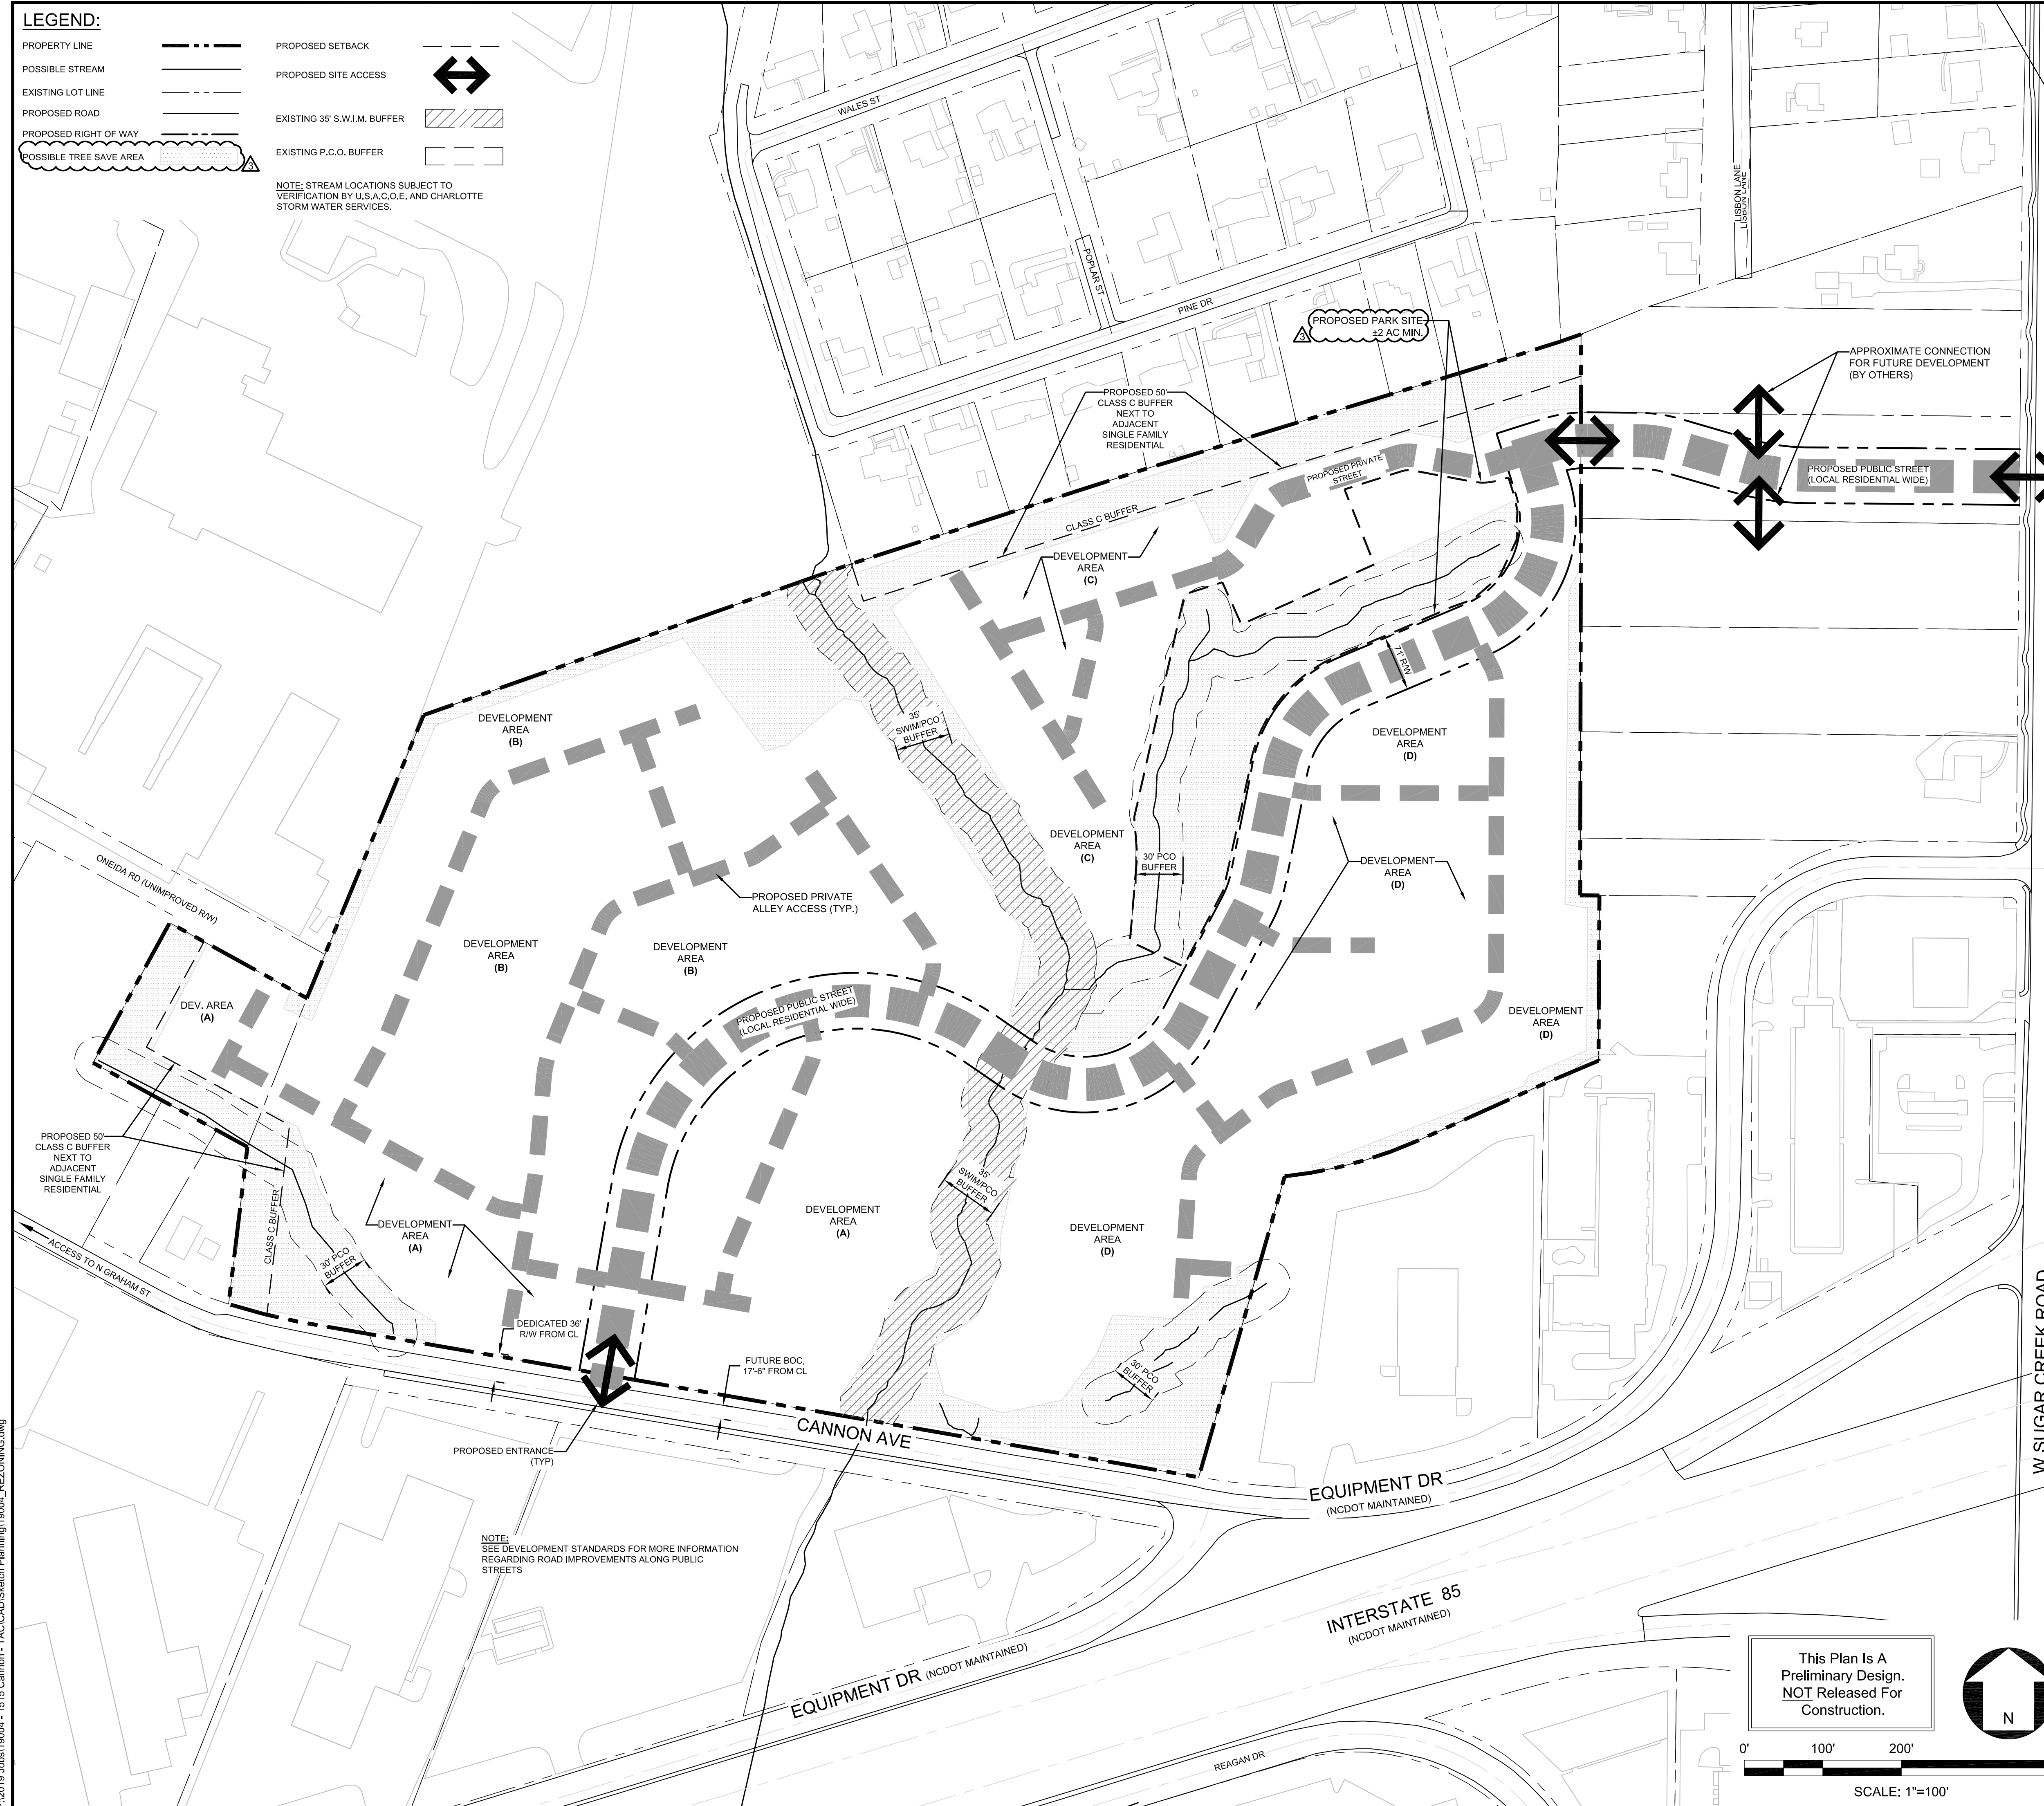 LEGEND:
PROPERTY LINE
POSSIBLE STREAM
EXISTING LOT LINE
PROPOSED ROAD
PROPOSED RIGHT OF WAY
POSSIBLE TREE SAVE AREA
3
PROPOSED SETBACK
PROPOSED SITE ACCESS
EXISTING 35' S.W.I.M. BUFFER
EXISTING P.C.O. BUFFER
NOTE: STREAM LOCATIONS SUBJECT TO
VERIFICATION BY U.S.A.C.O.E. AND CHARLOTTE
STORM WATER SERVICES.
WALES ST
POPLAR ST
PINE DR
LISBON LANE
LISBON LANE
3
PROPOSED PARK SITE
±2 AC MIN.
APPROXIMATE CONNECTION
FOR FUTURE DEVELOPMENT
(BY OTHERS)
PROPOSED 50'
CLASS C BUFFER
NEXT TO
ADJACENT
SINGLE FAMILY
RESIDENTIAL
PROPOSED PRIVATE
STREET
PROPOSED PUBLIC STREET
(LOCAL RESIDENTIAL WIDE)
CLASS C BUFFER
DEVELOPMENT
AREA
(C)
71' R/W
DEVELOPMENT
AREA
(B)
35'
SWIM/PCO
BUFFER
DEVELOPMENT
AREA
(D)
DEVELOPMENT
AREA
(C)
30' PCO
BUFFER
DEVELOPMENT
AREA
(D)
ONEIDA RD (UNIMPROVED R/W)
PROPOSED PRIVATE
ALLEY ACCESS (TYP.)
DEVELOPMENT
AREA
(B)
DEVELOPMENT
AREA
(B)
DEV. AREA
(A)
PROPOSED PUBLIC STREET
(LOCAL RESIDENTIAL WIDE)
DEVELOPMENT
AREA
(D)
PROPOSED 50'
CLASS C BUFFER
NEXT TO
ADJACENT
SINGLE FAMILY
RESIDENTIAL
35'
SWIM/PCO
BUFFER
CLASS C BUFFER
DEVELOPMENT
AREA
(A)
DEVELOPMENT
AREA
(A)
DEVELOPMENT
AREA
(D)
ACCESS TO N GRAHAM ST
30' PCO
BUFFER
DEDICATED 36'
R/W FROM CL
FUTURE BOC,
17'-6" FROM CL
30' PCO
BUFFER
W SUGAR CREEK ROAD
CANNON AVE
PROPOSED ENTRANCE
(TYP)
EQUIPMENT DR
(NCDOT MAINTAINED)
NOTE:
SEE DEVELOPMENT STANDARDS FOR MORE INFORMATION
REGARDING ROAD IMPROVEMENTS ALONG PUBLIC
STREETS
INTERSTATE 85
(NCDOT MAINTAINED)
EQUIPMENT DR (NCDOT MAINTAINED)
REAGAN DR
This Plan Is A
Preliminary Design.
NOT Released For
Construction.
N
0' 100' 200'
SCALE: 1"=100'